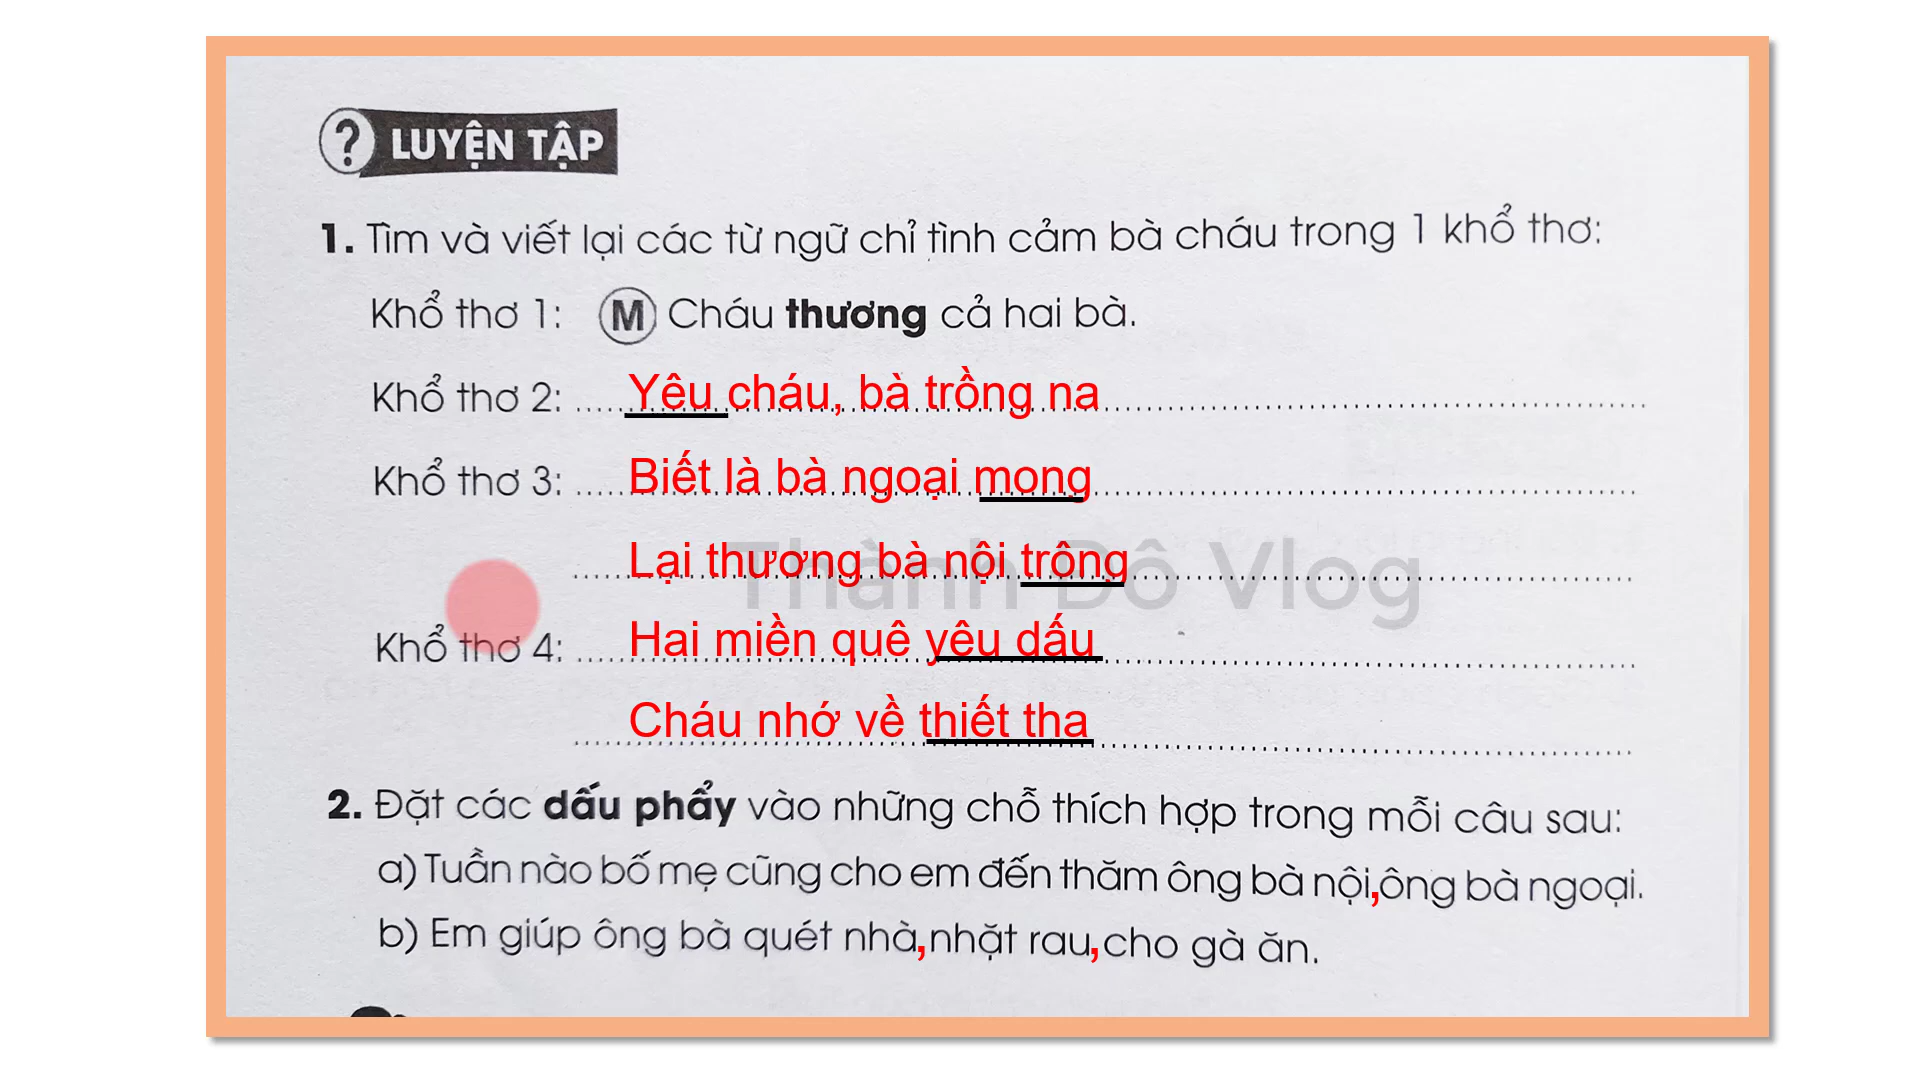 ? LUYỆN TẬP
1. Tìm và viết lại các từ ngữ chỉ tình cảm bà cháu trong 1 khổ thơ:
Khổ thơ 1: M Cháu thương cả hai bà.
Khổ thơ 2: Yêu cháu, bà trồng na
Khổ thơ 3: Biết là bà ngoại mong
Lại thương bà nội trông
Thành Đô Vlog
Khổ thơ 4: Hai miền quê yêu dấu
Cháu nhớ về thiết tha
2. Đặt các dấu phẩy vào những chỗ thích hợp trong mỗi câu sau:
a) Tuần nào bố mẹ cũng cho em đến thăm ông bà nội,ông bà ngoại.
b) Em giúp ông bà quét nhà,nhặt rau,cho gà ăn.